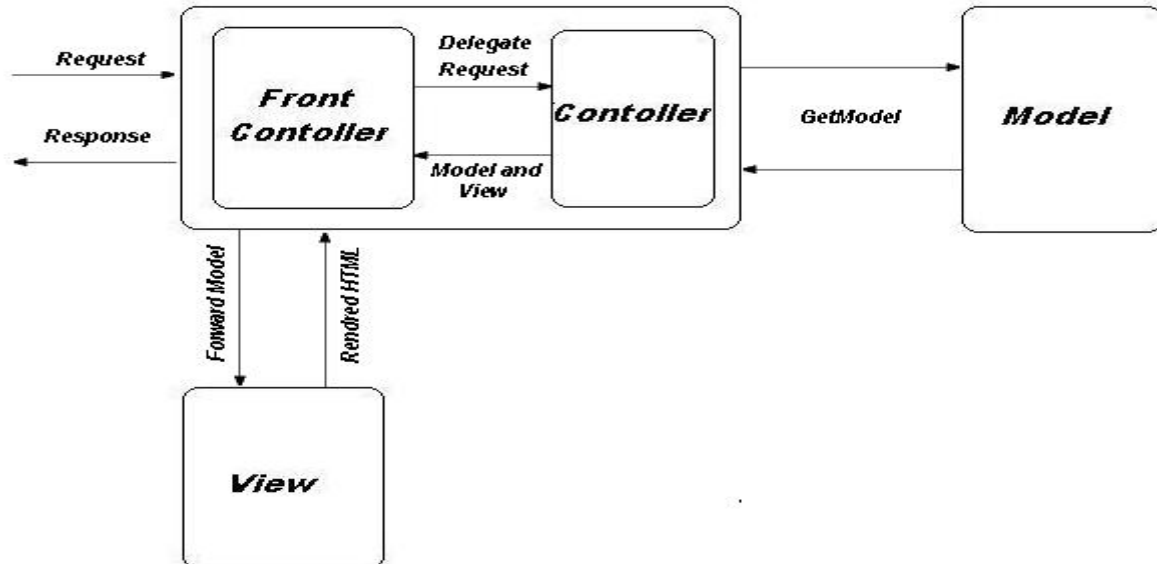 Request
Response
Front
Contoller
Delegate
Request
Model and
View
Contoller
GetModel
Model
Forward Model
Rendred HTML
View